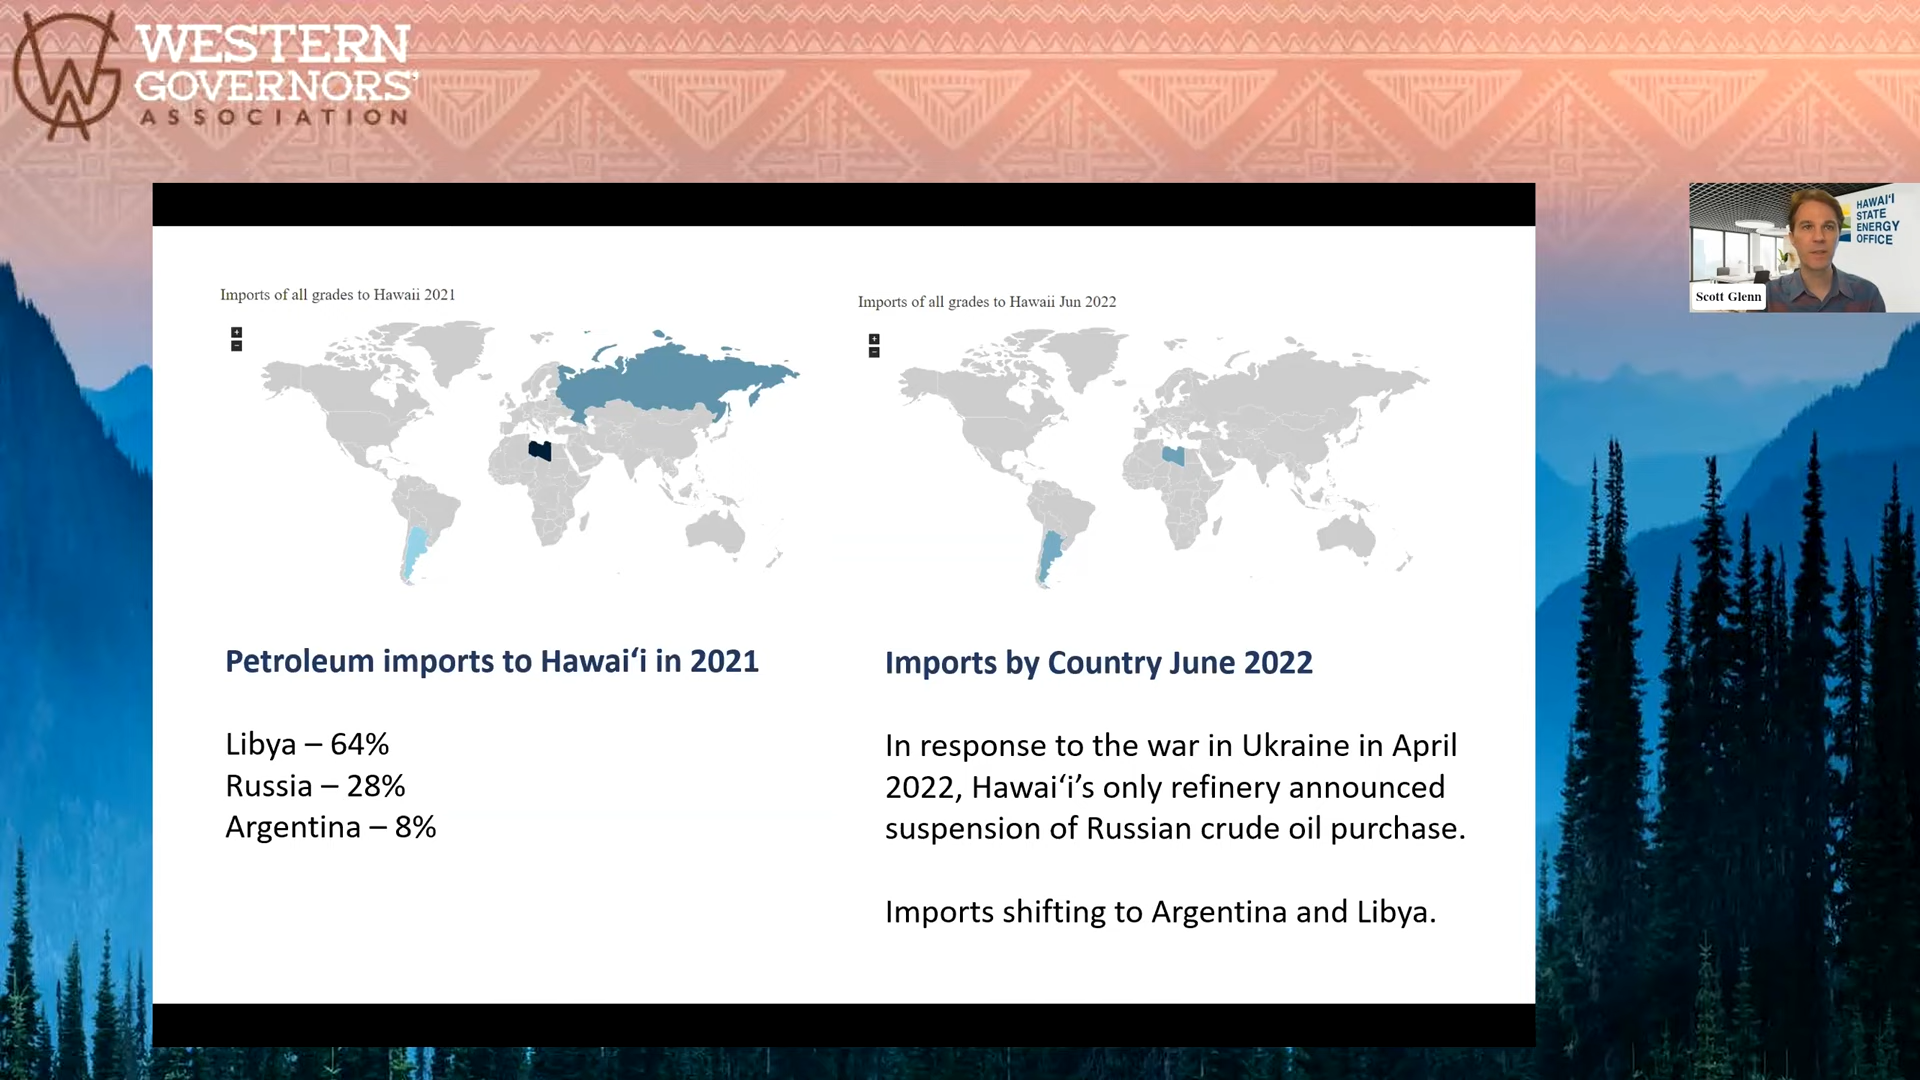 WESTERN
GOVERNORS'
ASSOCIATION
HAWAI'I
STATE
ENERGY
OFFICE
Scott Glenn
Imports of all grades to Hawaii 2021
+
−
Imports of all grades to Hawaii Jun 2022
+
−
Petroleum imports to Hawai‘i in 2021
Libya – 64%
Russia – 28%
Argentina – 8%
Imports by Country June 2022
In response to the war in Ukraine in April
2022, Hawai‘i’s only refinery announced
suspension of Russian crude oil purchase.
Imports shifting to Argentina and Libya.